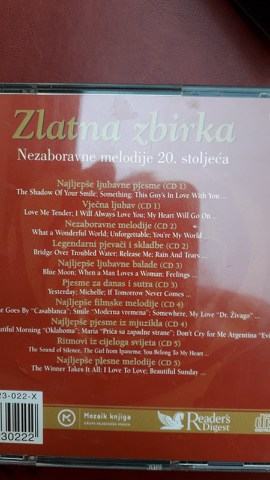 Zlatna zbirka
Nezaboravne melodije 20. stoljeća
Najljepše ljubavne pjesme (CD 1)
The Shadow Of Your Smile; Something; This Guy's In Love With You ...
Vječna ljubav (CD 1)
Love Me Tender; I Will Always Love You; My Heart Will Go On ..
Nezaboravne melodije (CD 2)
What a Wonderful World; Unforgettable; You're My World ...
Legendarni pjevači i skladbe (CD 2)
Bridge Over Troubled Water; Release Me; Rain And Tears ...
Najljepše ljubavne balade (CD 3)
Blue Moon; When a Man Loves a Woman; Feelings ...
Pjesme za danas i sutra (CD 3)
Yesterday; Michelle; If Tomorrow Never Comes ...
Najljepše filmske melodije (CD 4)
Goes By "Casablanca"; Smile "Moderna vremena"; Somewhere, My Love "Dr. Živago"
Najljepše pjesme iz mjuzikla (CD 4)
Morning "Oklahoma"; Maria "Priča sa zapadne strane"; Don't Cry for Me Argentina
Ritmovi iz cijeloga svijeta (CD 5)
The Sound of Silence, The Girl from Ipanema; You Belong To My Heart ...
Najljepše plesne melodije (CD 5)
The Winner Takes It All; I Love To Love; Beautiful Sunday ...
23-022-X
30222
Mozaik knjiga
Reader's
Digest